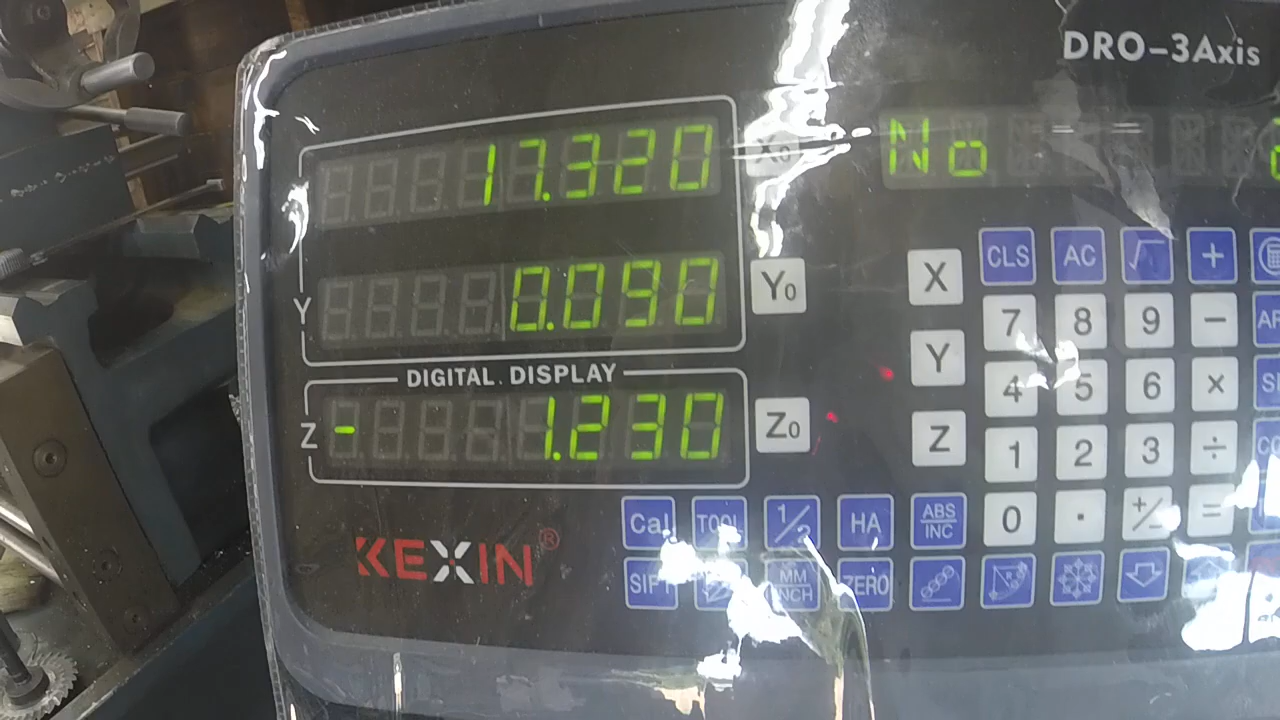 DRO-3Axis
17.320
X₀
No
Y
0.090
Y₀
DIGITAL DISPLAY
Z
-1.230
Z₀
X
CLS
AC
√
+
7
8
9
−
Y
4
5
6
×
Z
1
2
3
÷
Cal
TOOL
1/2
HA
ABS
INC
0
.
+/−
=
SIFT
MM
INCH
ZERO
KEXIN®